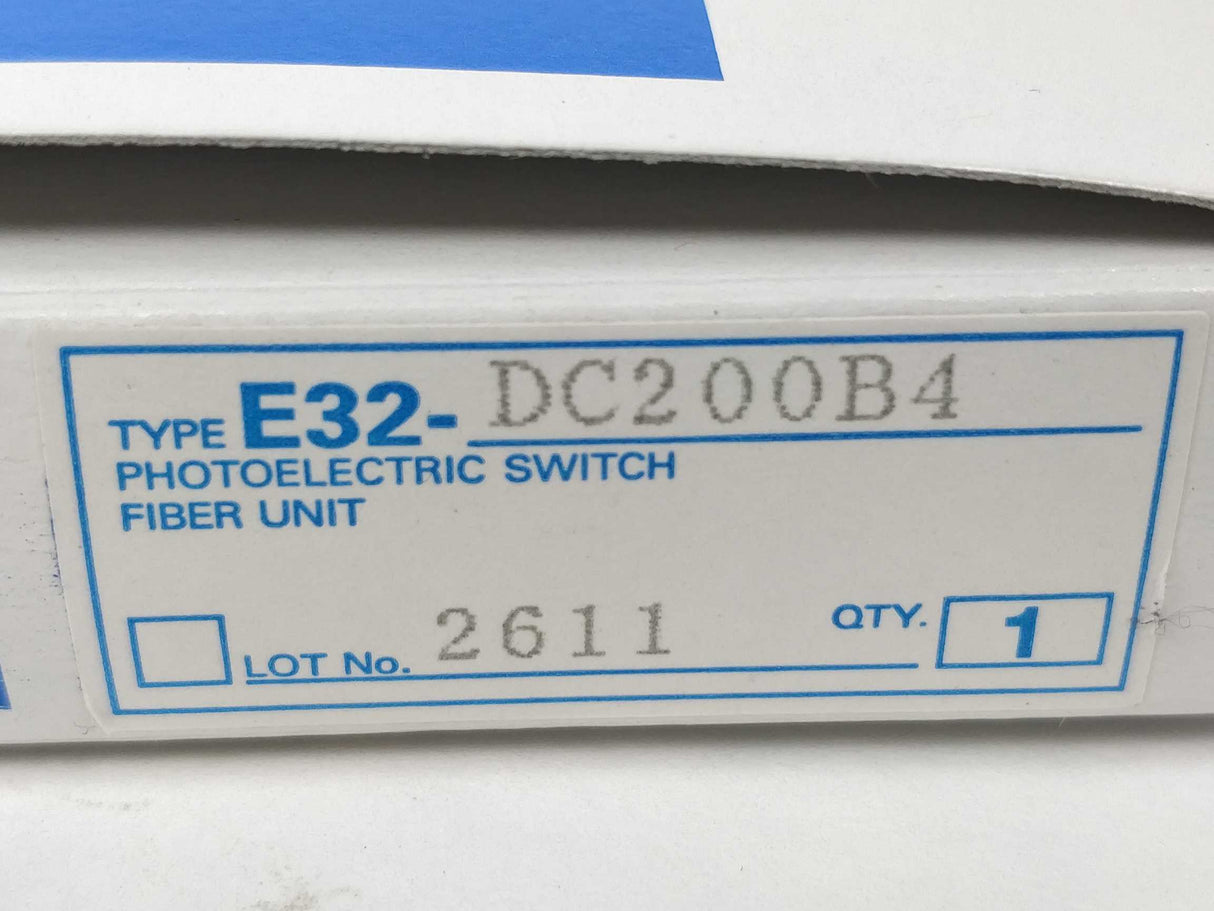 TYPE E32-DC200B4
PHOTOELECTRIC SWITCH
FIBER UNIT
LOT No. 2611 QTY. 1